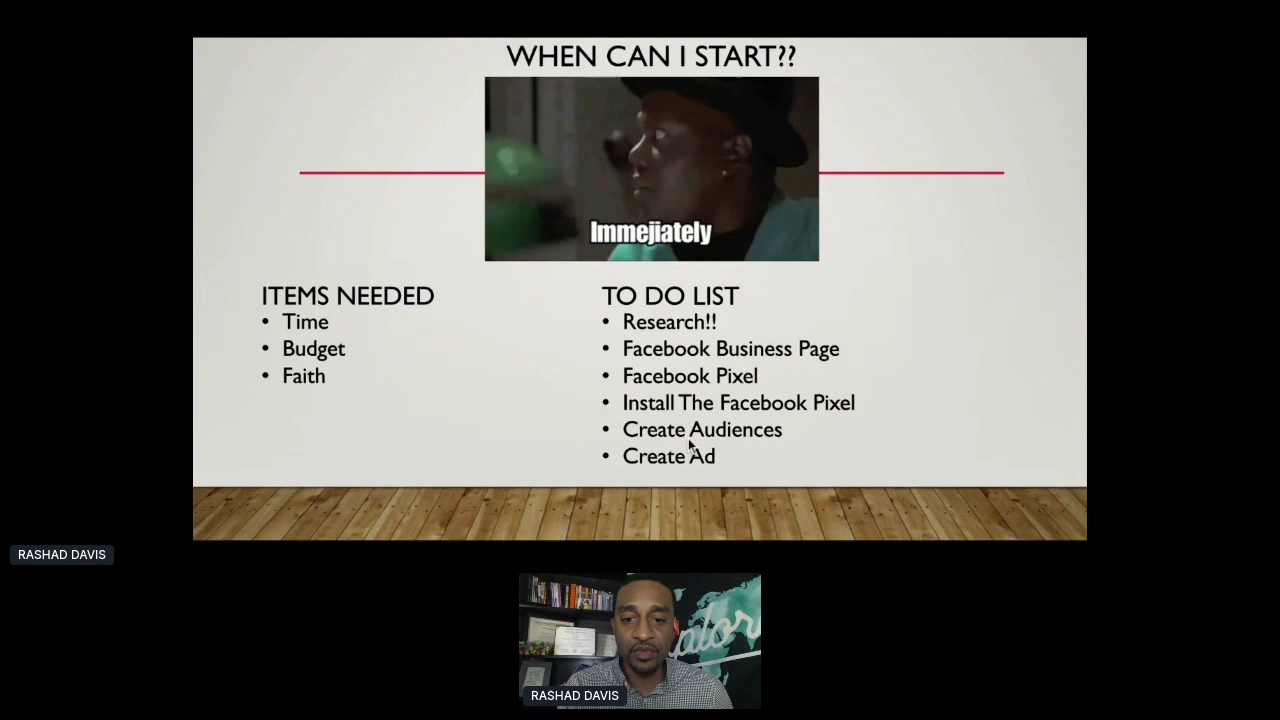 WHEN CAN I START??
Immejiately
ITEMS NEEDED
• Time
• Budget
• Faith
TO DO LIST
• Research!!
• Facebook Business Page
• Facebook Pixel
• Install The Facebook Pixel
• Create Audiences
• Create Ad
RASHAD DAVIS
RASHAD DAVIS